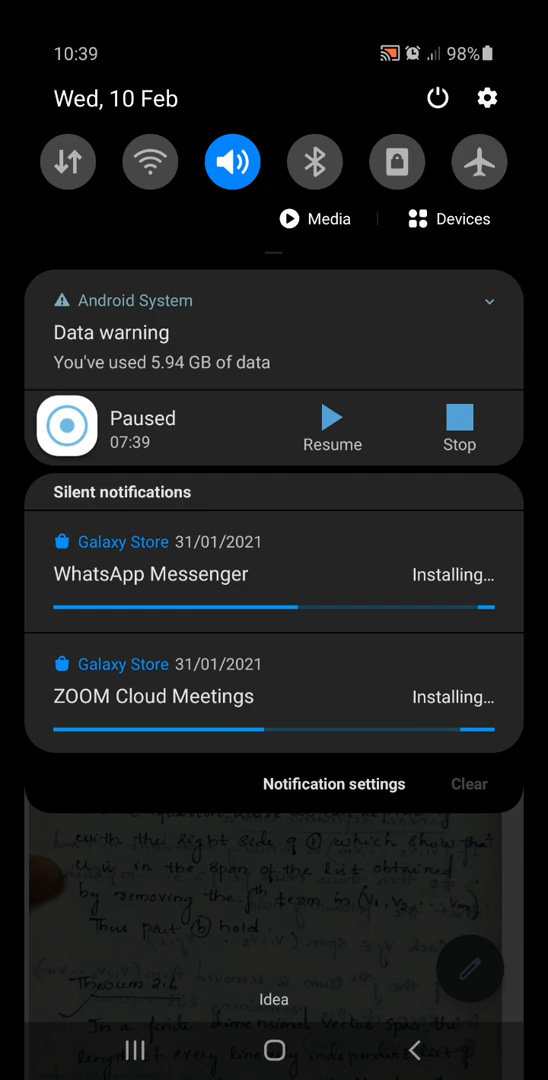 10:39 98%
Wed, 10 Feb
Media Devices
Android System
Data warning
You've used 5.94 GB of data
Paused
07:39
Resume Stop
Silent notifications
Galaxy Store 31/01/2021
WhatsApp Messenger Installing...
Galaxy Store 31/01/2021
ZOOM Cloud Meetings Installing...
Notification settings Clear
with the right side of ① which show that
u is in the span of the list obtained
by removing the jth term in (v1, v2, ... vm).
Thus part ⓑ hold.
Theorem 2.6
Idea
In a finite dimensional vector span the
length of every linearly independent list of